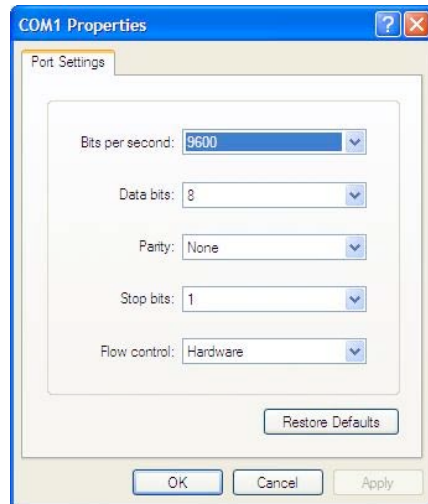 COM1 Properties
Port Settings
Bits per second: 9600
Data bits: 8
Parity: None
Stop bits: 1
Flow control: Hardware
Restore Defaults
OK Cancel Apply